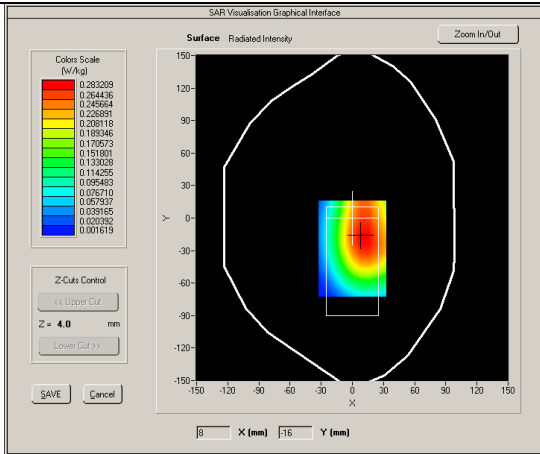 SAR Visualisation Graphical Interface
Surface Radiated Intensity
Zoom In/Out
Colors Scale
(W/kg)
0.283209
0.264436
0.245664
0.226891
0.208118
0.189346
0.170573
0.151801
0.133028
0.114255
0.095483
0.076710
0.057937
0.039165
0.020392
0.001619
Z-Cuts Control
<< Upper Cut
Z = 4.0 mm
Lower Cut >>
SAVE
Cancel
150
120
90
60
30
0
-30
-60
-90
-120
-150
Y
-150 -120 -90 -60 -30 0 30 60 90 120 150
X
8 X (mm) -16 Y (mm)